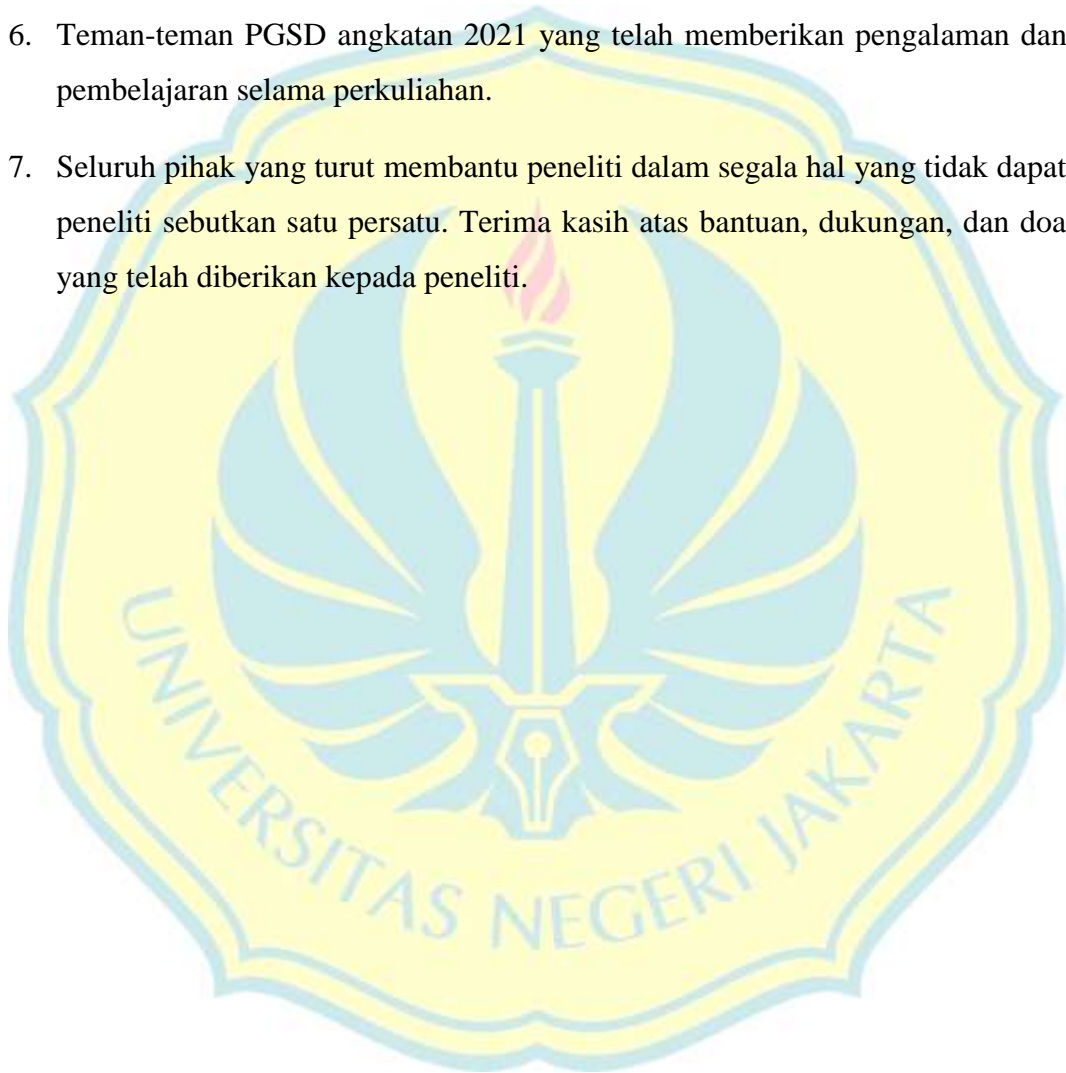 6. Teman-teman PGSD angkatan 2021 yang telah memberikan pengalaman dan
pembelajaran selama perkuliahan.
7. Seluruh pihak yang turut membantu peneliti dalam segala hal yang tidak dapat
peneliti sebutkan satu persatu. Terima kasih atas bantuan, dukungan, dan doa
yang telah diberikan kepada peneliti.
UNIVERSITAS NEGERI JAKARTA